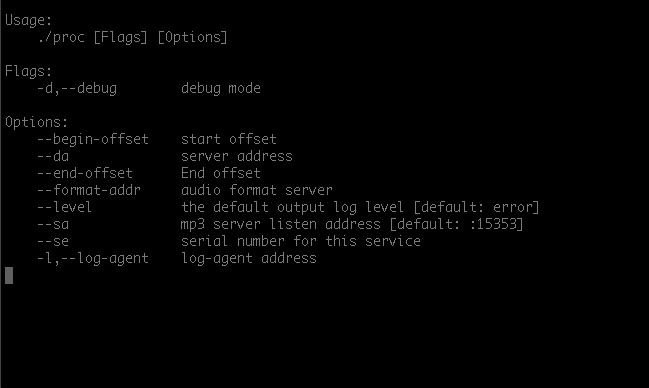 Usage:
    ./proc [Flags] [Options]

Flags:
    -d,--debug        debug mode

Options:
    --begin-offset    start offset
    --da              server address
    --end-offset      End offset
    --format-addr     audio format server
    --level           the default output log level [default: error]
    --sa              mp3 server listen address [default: :15353]
    --se              serial number for this service
    -l,--log-agent    log-agent address